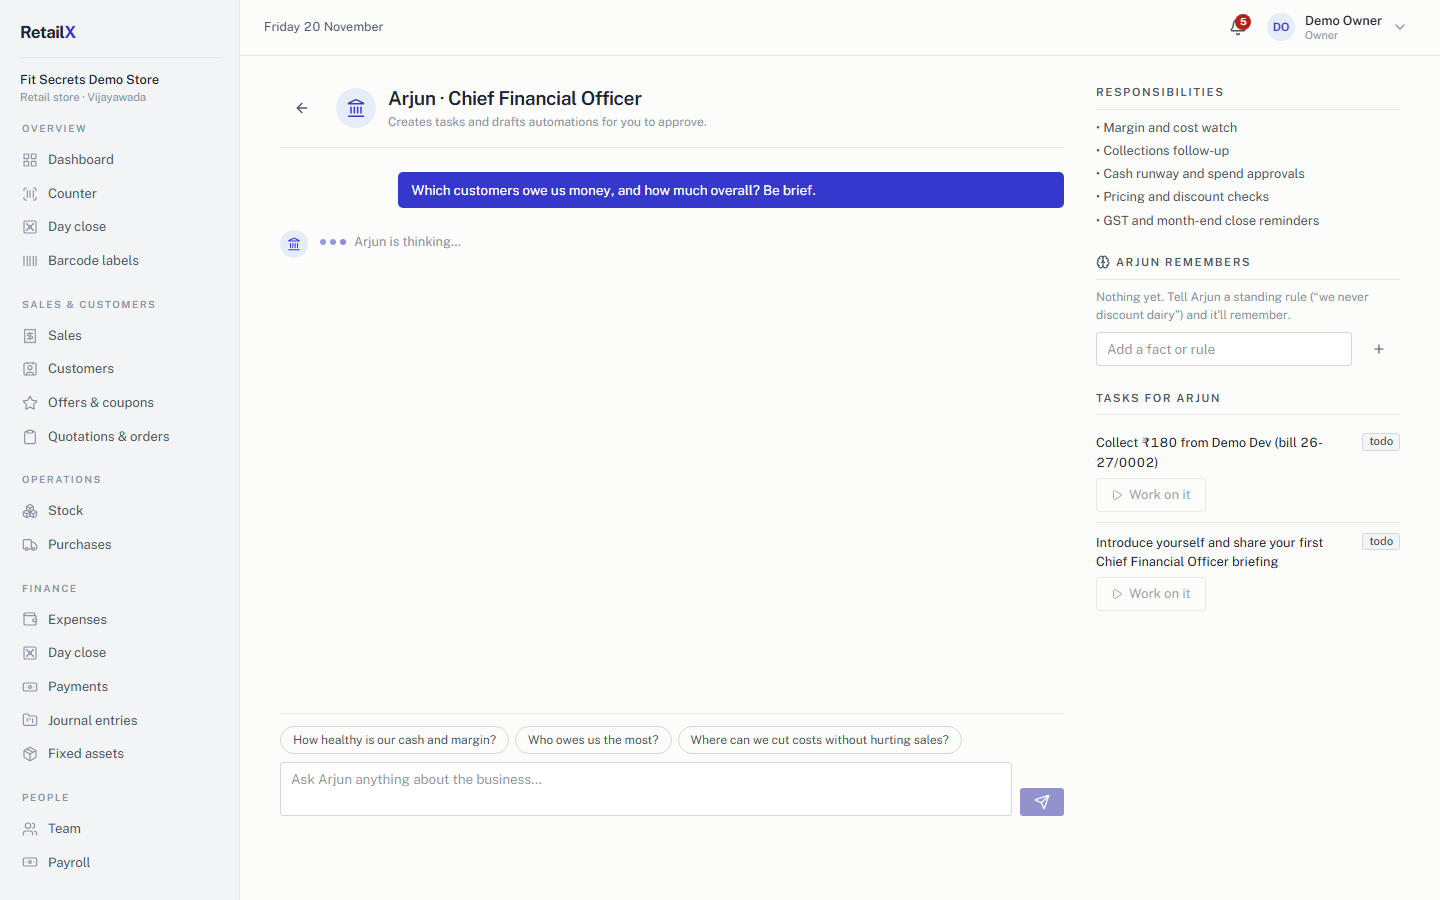 RetailX
Fit Secrets Demo Store
Retail store · Vijayawada
OVERVIEW
Dashboard
Counter
Day close
Barcode labels
SALES & CUSTOMERS
Sales
Customers
Offers & coupons
Quotations & orders
OPERATIONS
Stock
Purchases
FINANCE
Expenses
Day close
Payments
Journal entries
Fixed assets
PEOPLE
Team
Payroll
Friday 20 November
5
DO
Demo Owner
Owner
Arjun · Chief Financial Officer
Creates tasks and drafts automations for you to approve.
Which customers owe us money, and how much overall? Be brief.
Arjun is thinking...
How healthy is our cash and margin?
Who owes us the most?
Where can we cut costs without hurting sales?
Ask Arjun anything about the business...
RESPONSIBILITIES
• Margin and cost watch
• Collections follow-up
• Cash runway and spend approvals
• Pricing and discount checks
• GST and month-end close reminders
ARJUN REMEMBERS
Nothing yet. Tell Arjun a standing rule (“we never
discount dairy”) and it'll remember.
Add a fact or rule
TASKS FOR ARJUN
Collect ₹180 from Demo Dev (bill 26-
27/0002)
todo
Work on it
Introduce yourself and share your first
Chief Financial Officer briefing
todo
Work on it